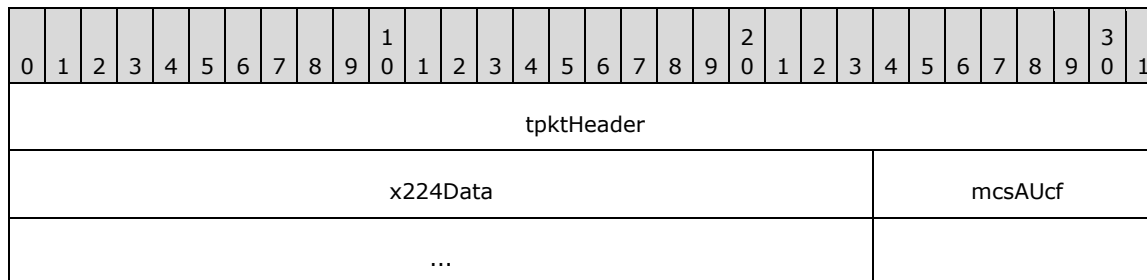 1 2 3
0 1 2 3 4 5 6 7 8 9 0 1 2 3 4 5 6 7 8 9 0 1 2 3 4 5 6 7 8 9 0 1
tpktHeader
x224Data mcsAUcf
...